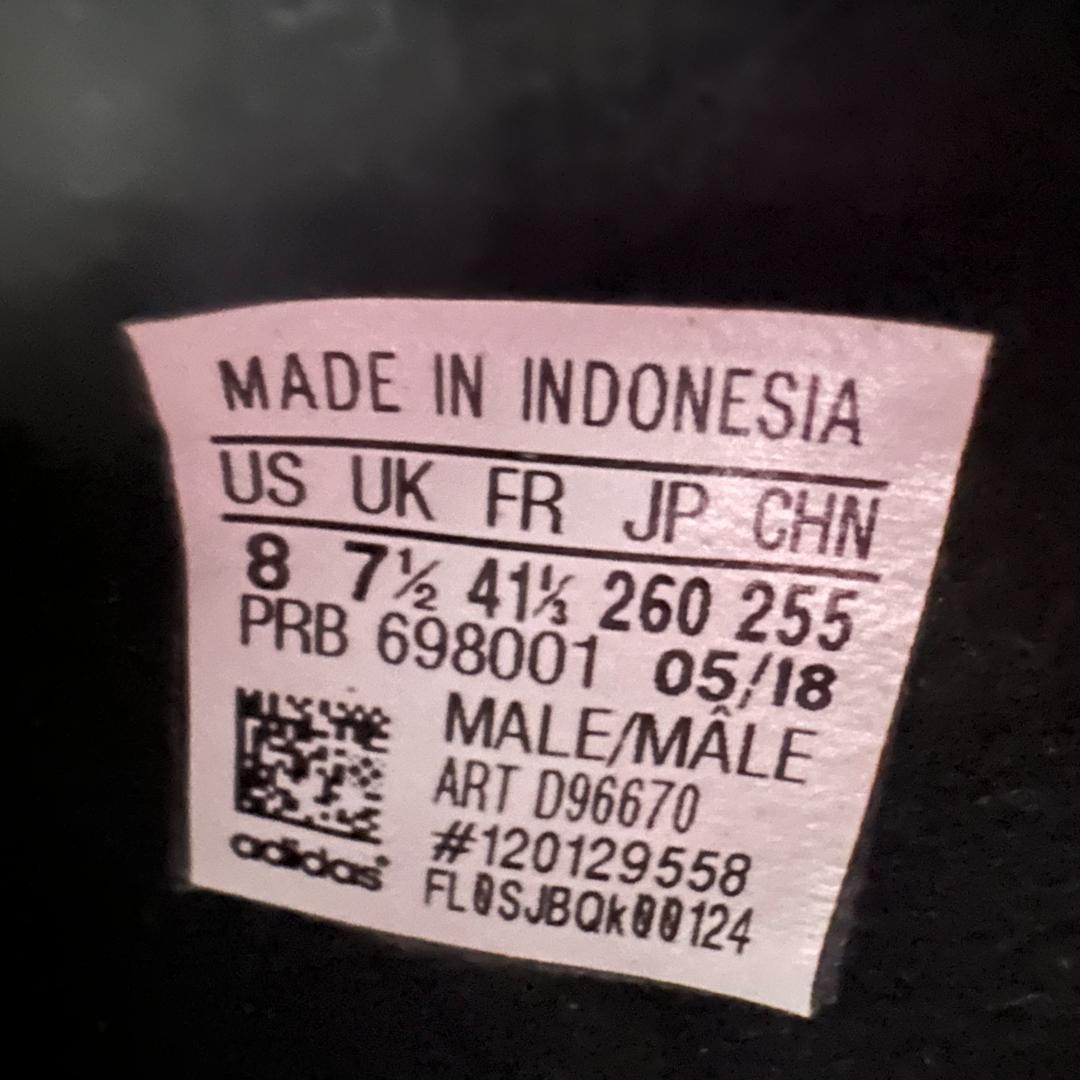 MADE IN INDONESIA
US UK FR JP CHN
8 7½ 41⅓ 260 255
PRB 698001 05/18
MALE/MÂLE
ART D96670
#120129558
FL0SJBQk00124
adidas